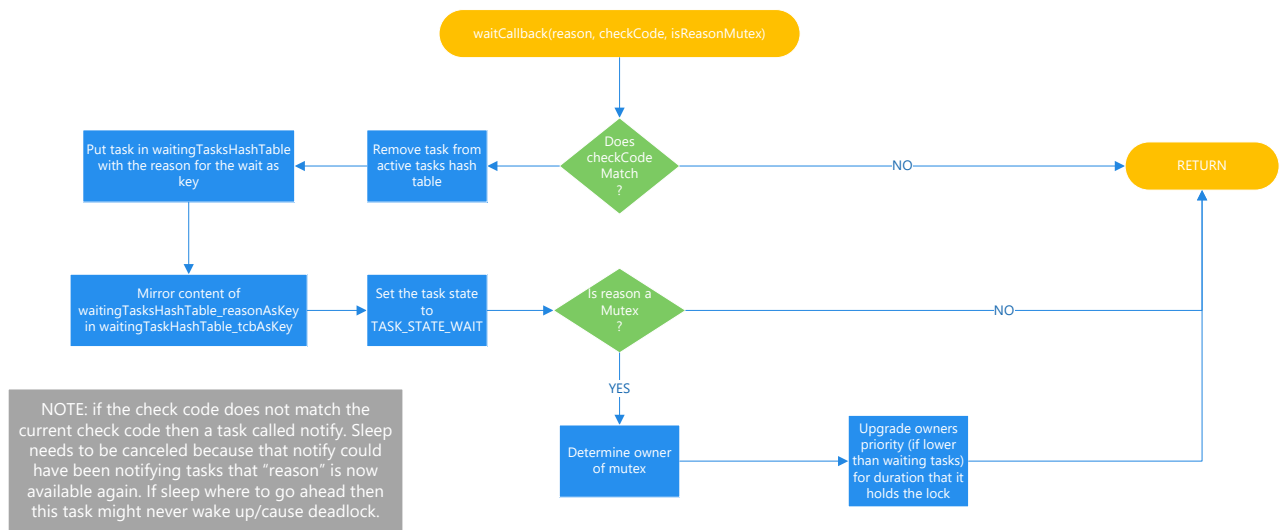 waitCallback(reason, checkCode, isReasonMutex)
Does
checkCode
Match
?
Remove task from
active tasks hash
table
Put task in waitingTasksHashTable
with the reason for the wait as
key
NO
RETURN
Mirror content of
waitingTasksHashTable_reasonAsKey
in waitingTaskHashTable_tcbAsKey
Set the task state
to
TASK_STATE_WAIT
Is reason a
Mutex
?
NO
YES
Determine owner
of mutex
Upgrade owners
priority (if lower
than waiting tasks)
for duration that it
holds the lock
NOTE: if the check code does not match the
current check code then a task called notify. Sleep
needs to be canceled because that notify could
have been notifying tasks that “reason” is now
available again. If sleep where to go ahead then
this task might never wake up/cause deadlock.